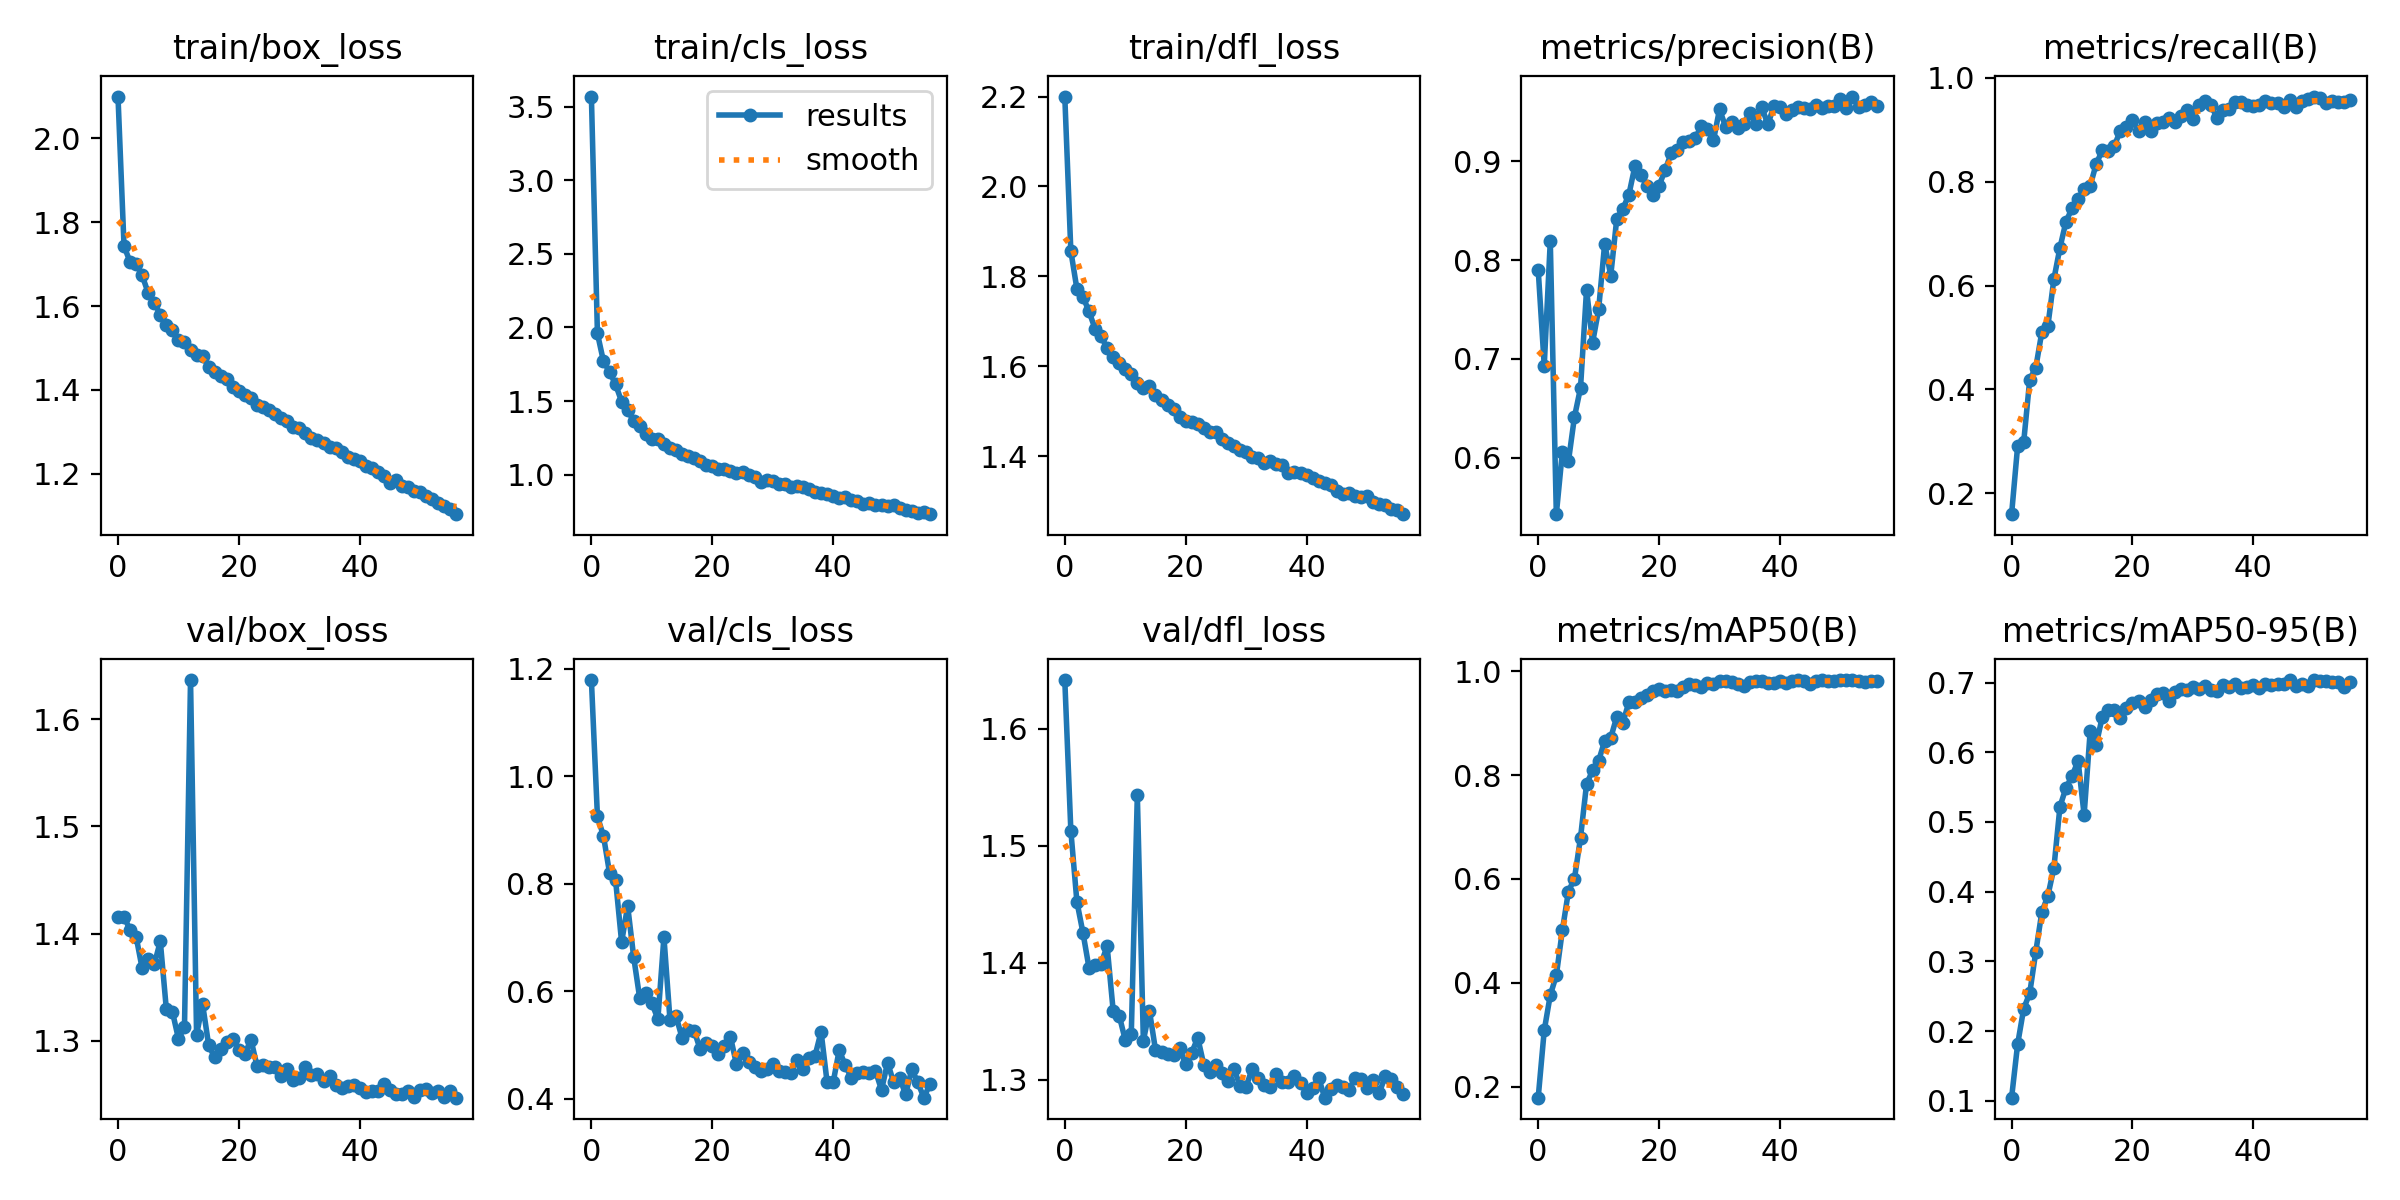 train/box_loss
2.0
1.8
1.6
1.4
1.2
0 20 40
train/cls_loss
results
smooth
3.5
3.0
2.5
2.0
1.5
1.0
0 20 40
train/dfl_loss
2.2
2.0
1.8
1.6
1.4
0 20 40
metrics/precision(B)
0.9
0.8
0.7
0.6
0 20 40
metrics/recall(B)
1.0
0.8
0.6
0.4
0.2
0 20 40
val/box_loss
1.6
1.5
1.4
1.3
0 20 40
val/cls_loss
1.2
1.0
0.8
0.6
0.4
0 20 40
val/dfl_loss
1.6
1.5
1.4
1.3
0 20 40
metrics/mAP50(B)
1.0
0.8
0.6
0.4
0.2
0 20 40
metrics/mAP50-95(B)
0.7
0.6
0.5
0.4
0.3
0.2
0.1
0 20 40